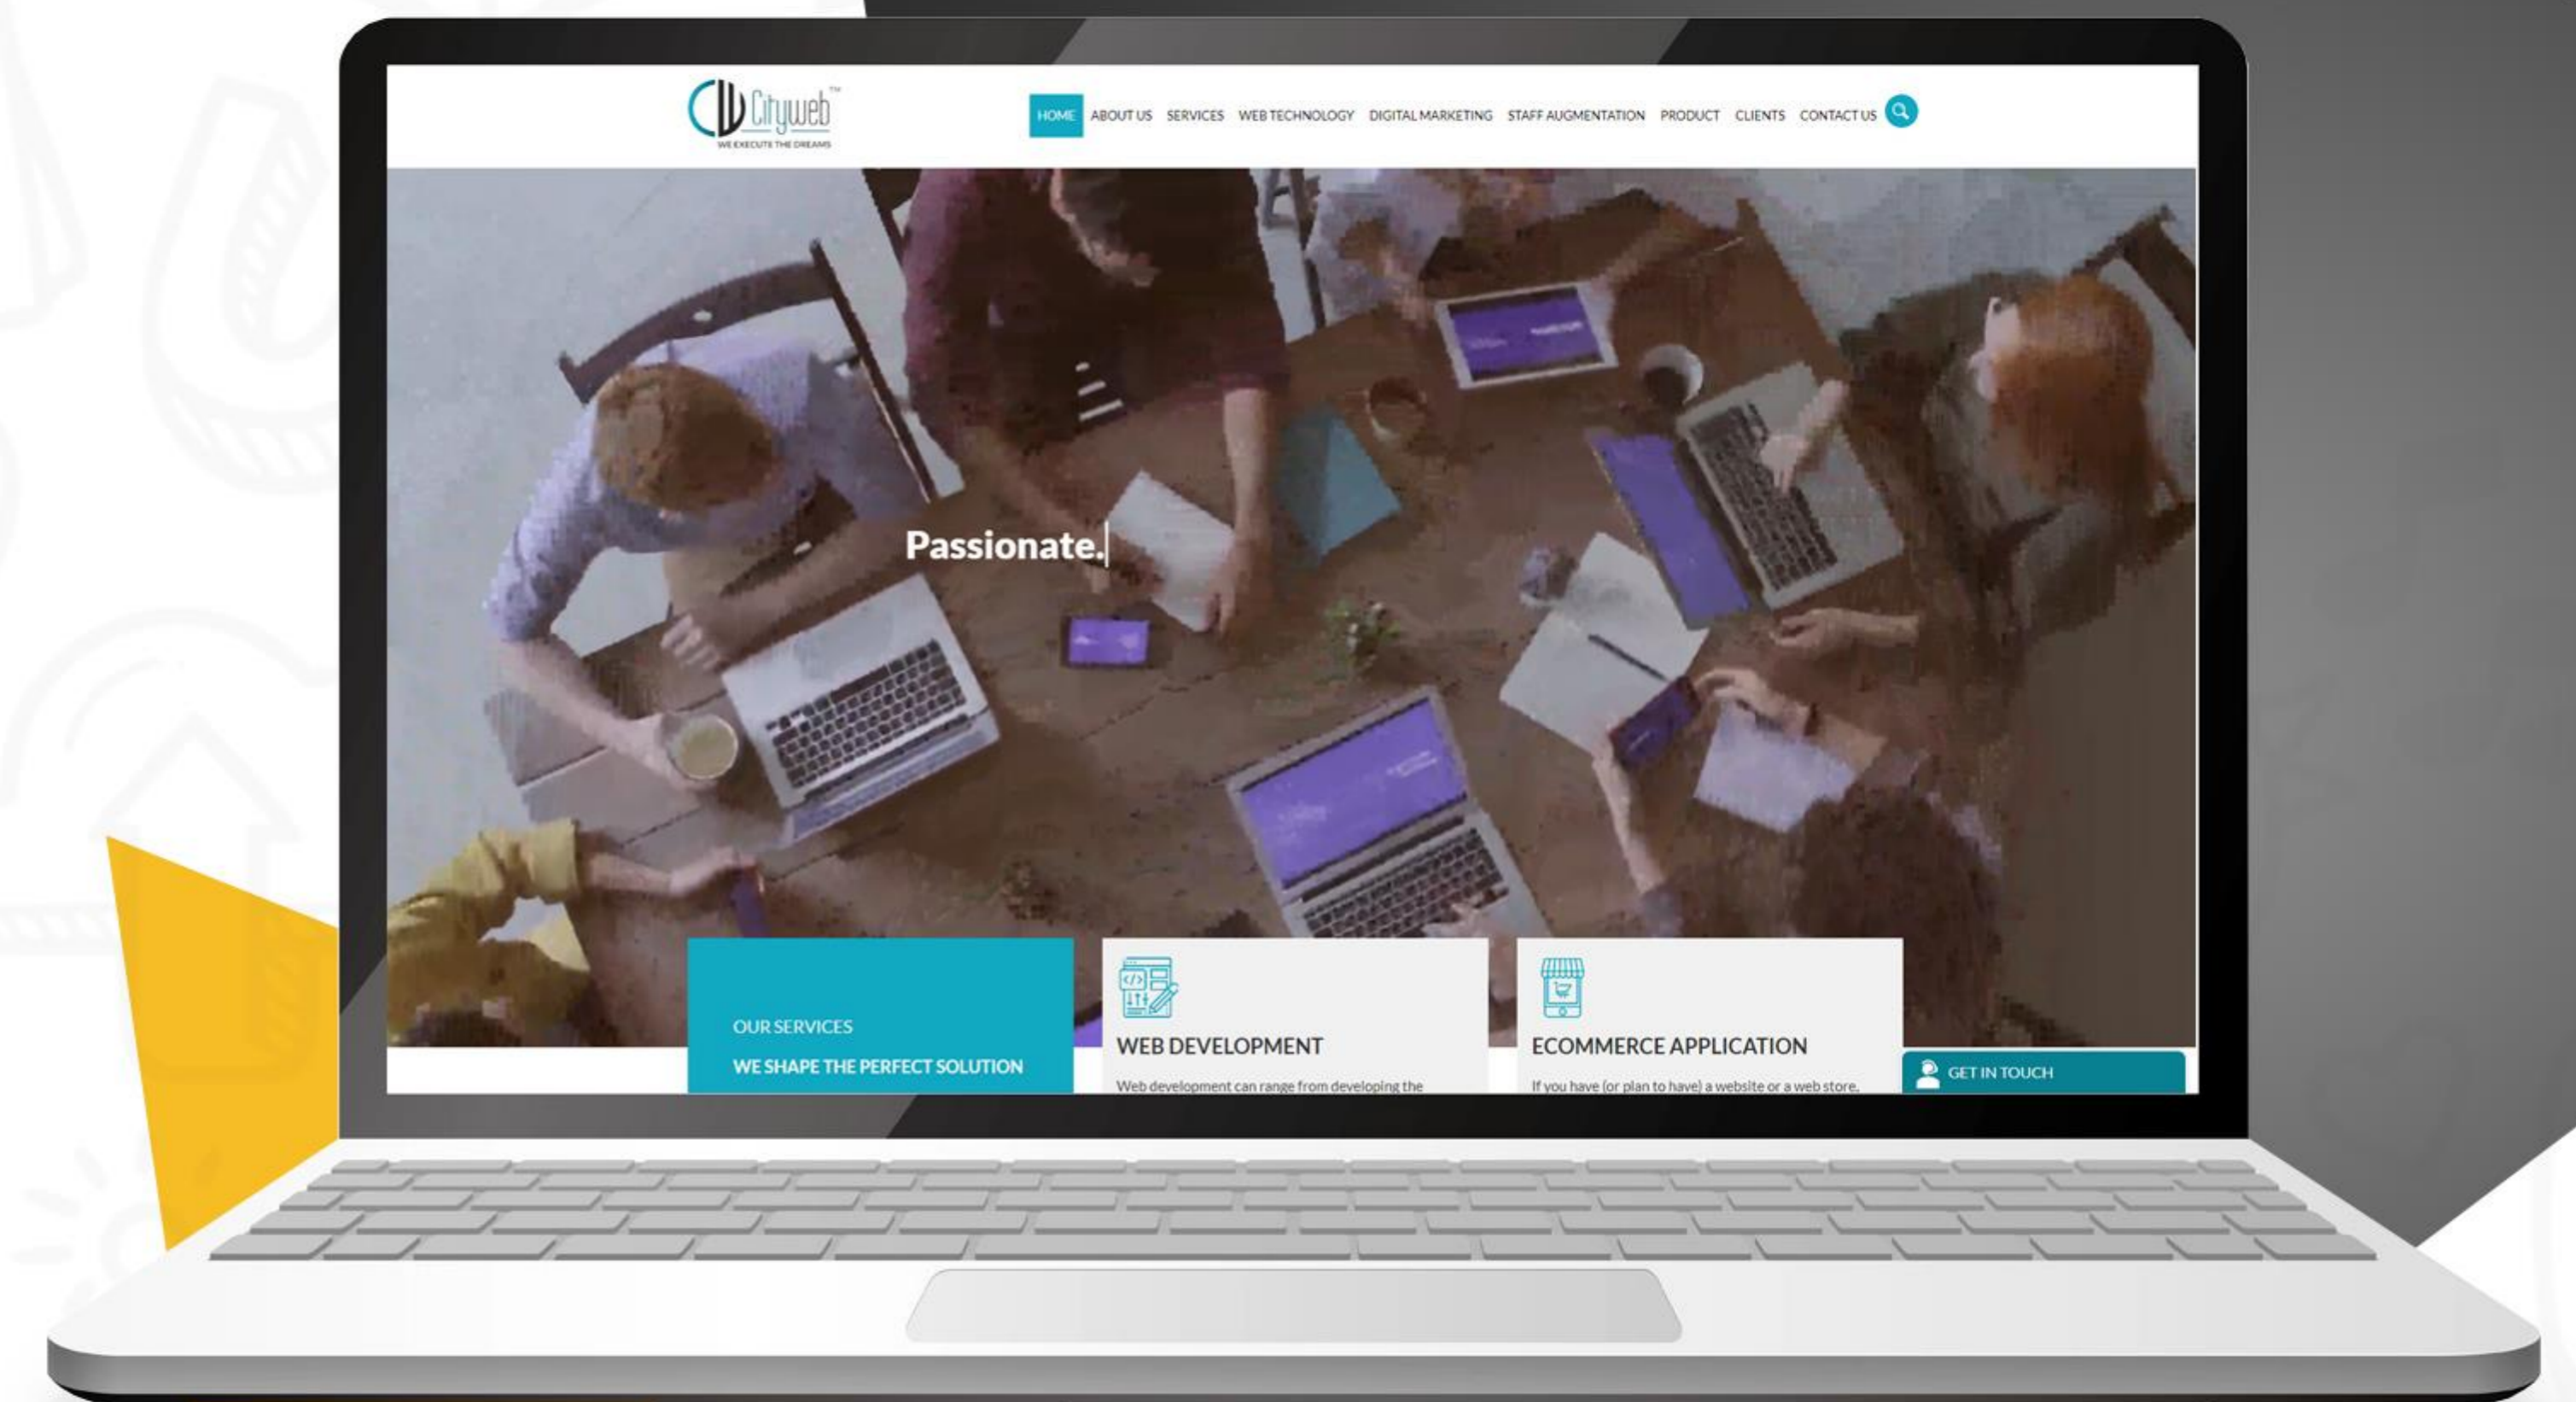 CW Cityweb™
WE EXECUTE THE DREAMS
HOME ABOUT US SERVICES WEB TECHNOLOGY DIGITAL MARKETING STAFF AUGMENTATION PRODUCT CLIENTS CONTACT US
Passionate.
OUR SERVICES
WE SHAPE THE PERFECT SOLUTION
WEB DEVELOPMENT
Web development can range from developing the
ECOMMERCE APPLICATION
If you have (or plan to have) a website or a web store,
GET IN TOUCH